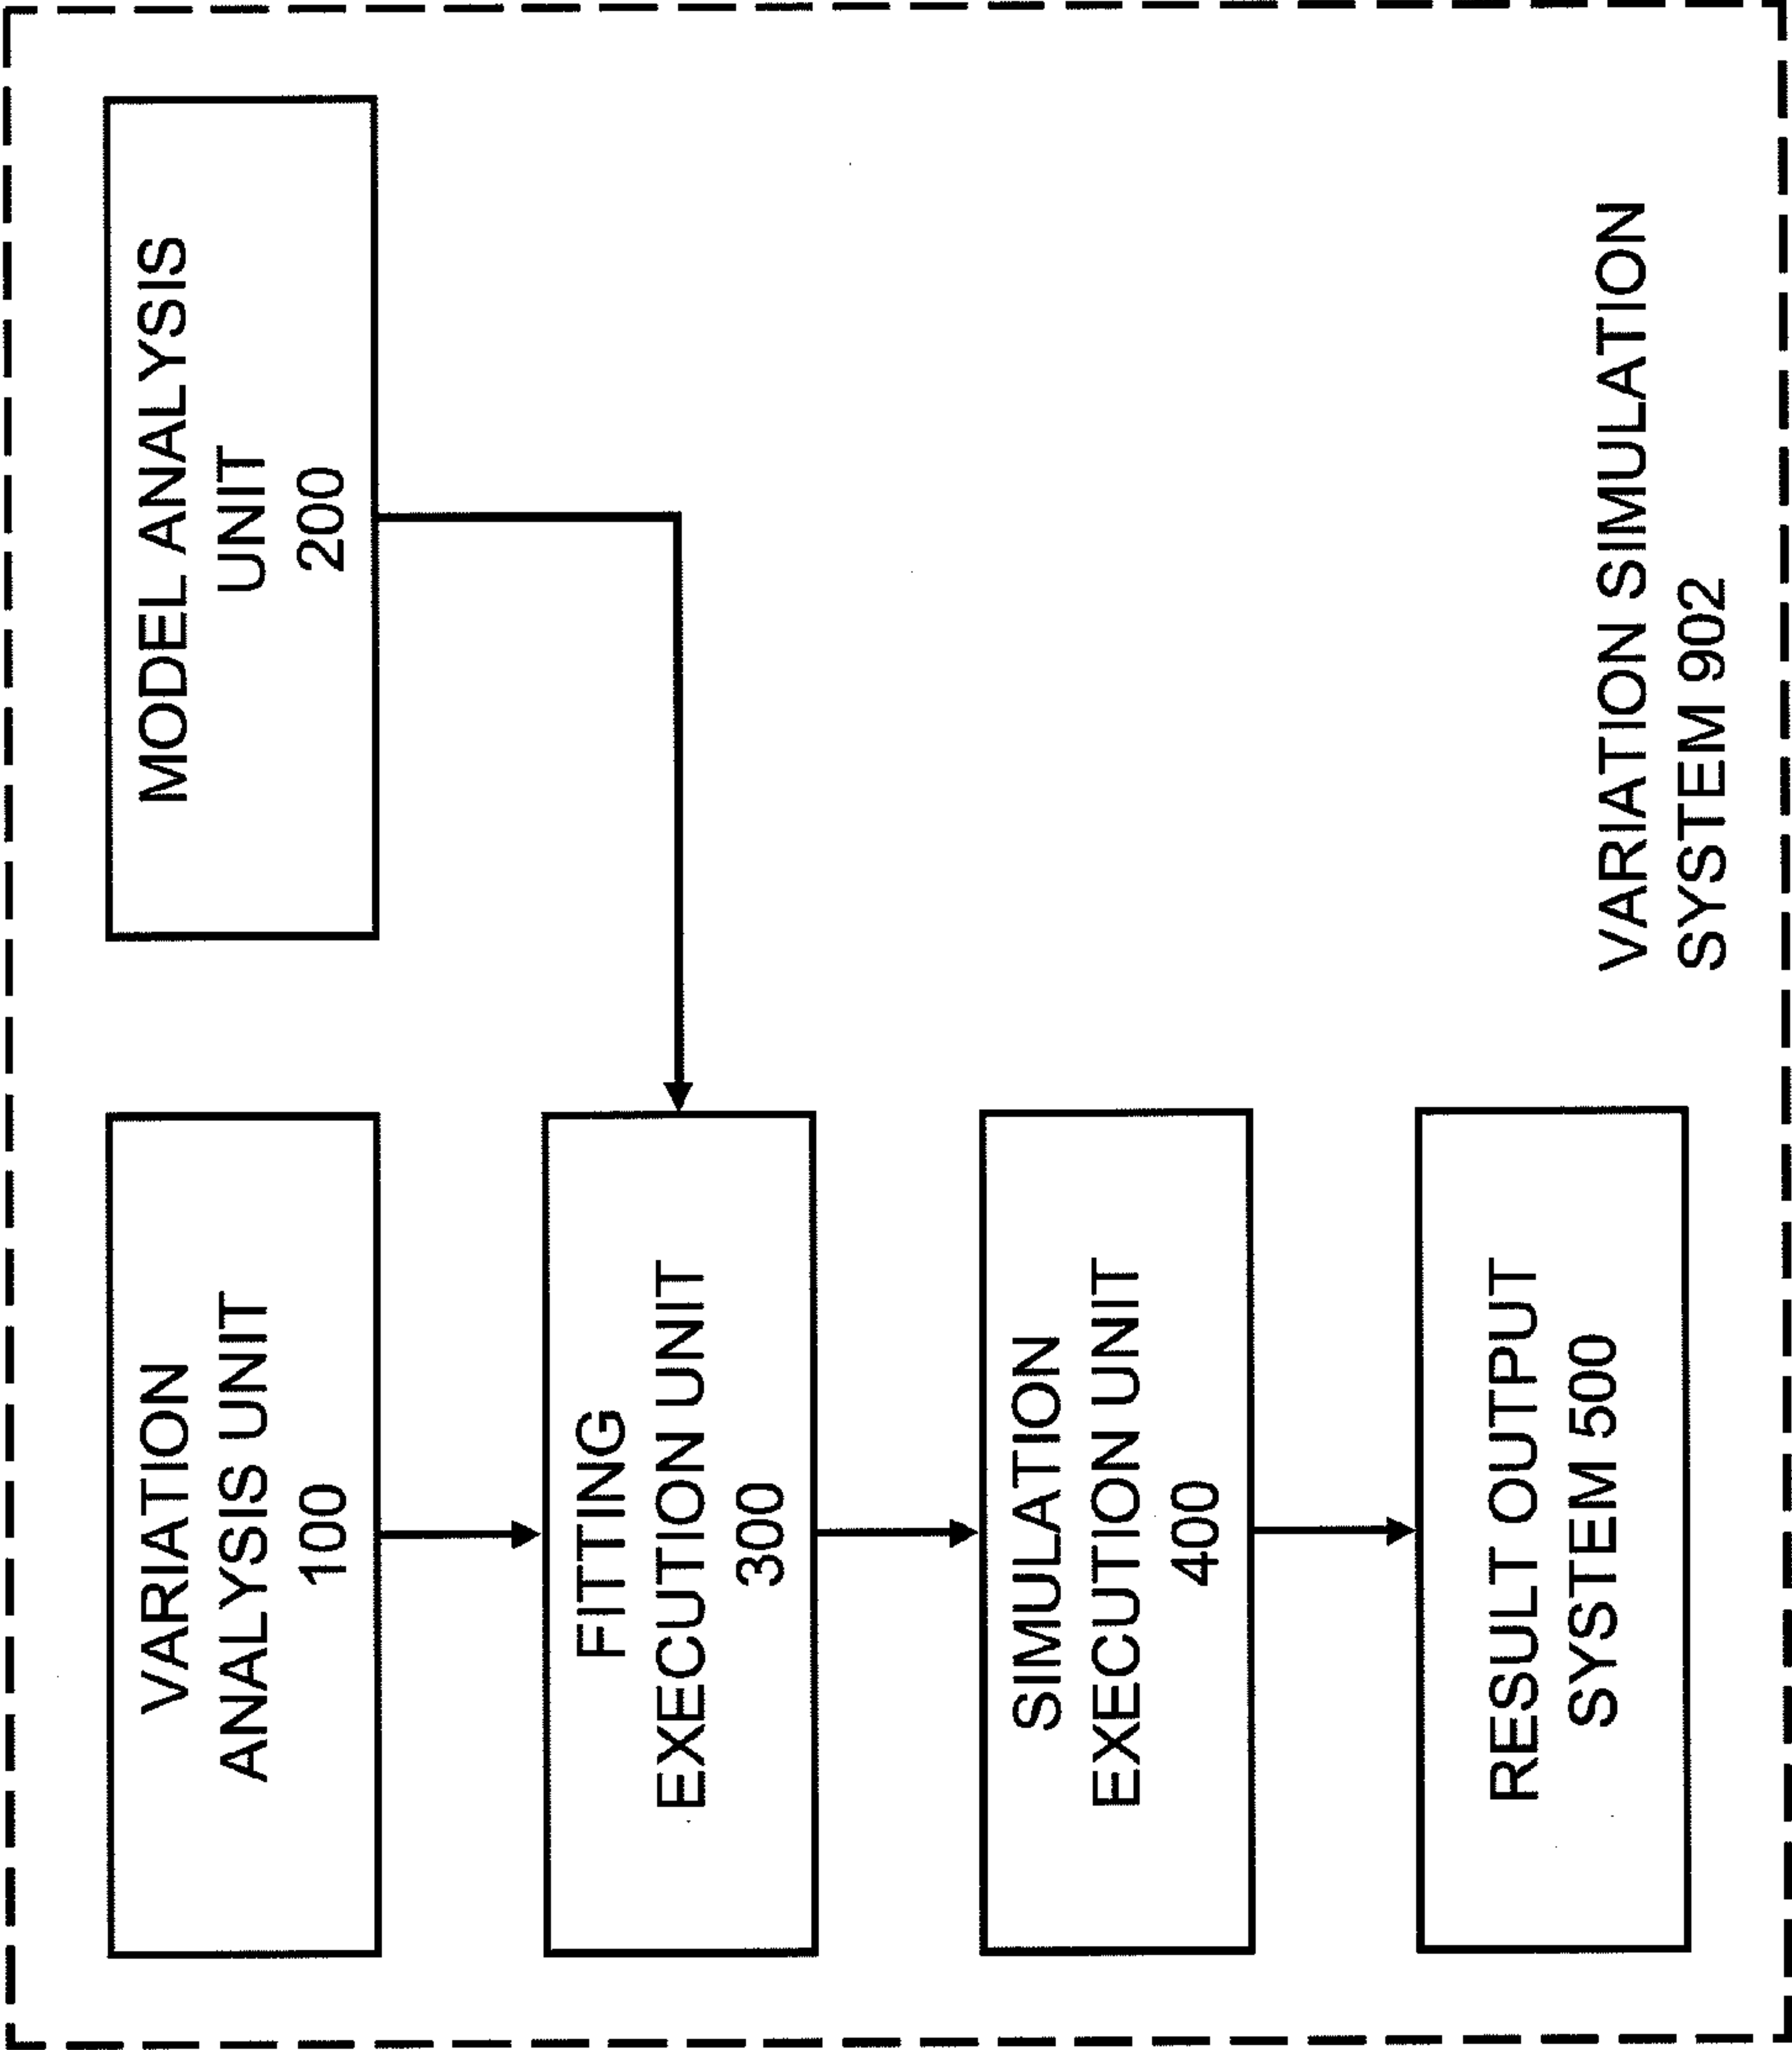 VARIATION
ANALYSIS UNIT
100
MODEL ANALYSIS
UNIT
200
FITTING
EXECUTION UNIT
300
SIMULATION
EXECUTION UNIT
400
RESULT OUTPUT
SYSTEM 500
VARIATION SIMULATION
SYSTEM 902